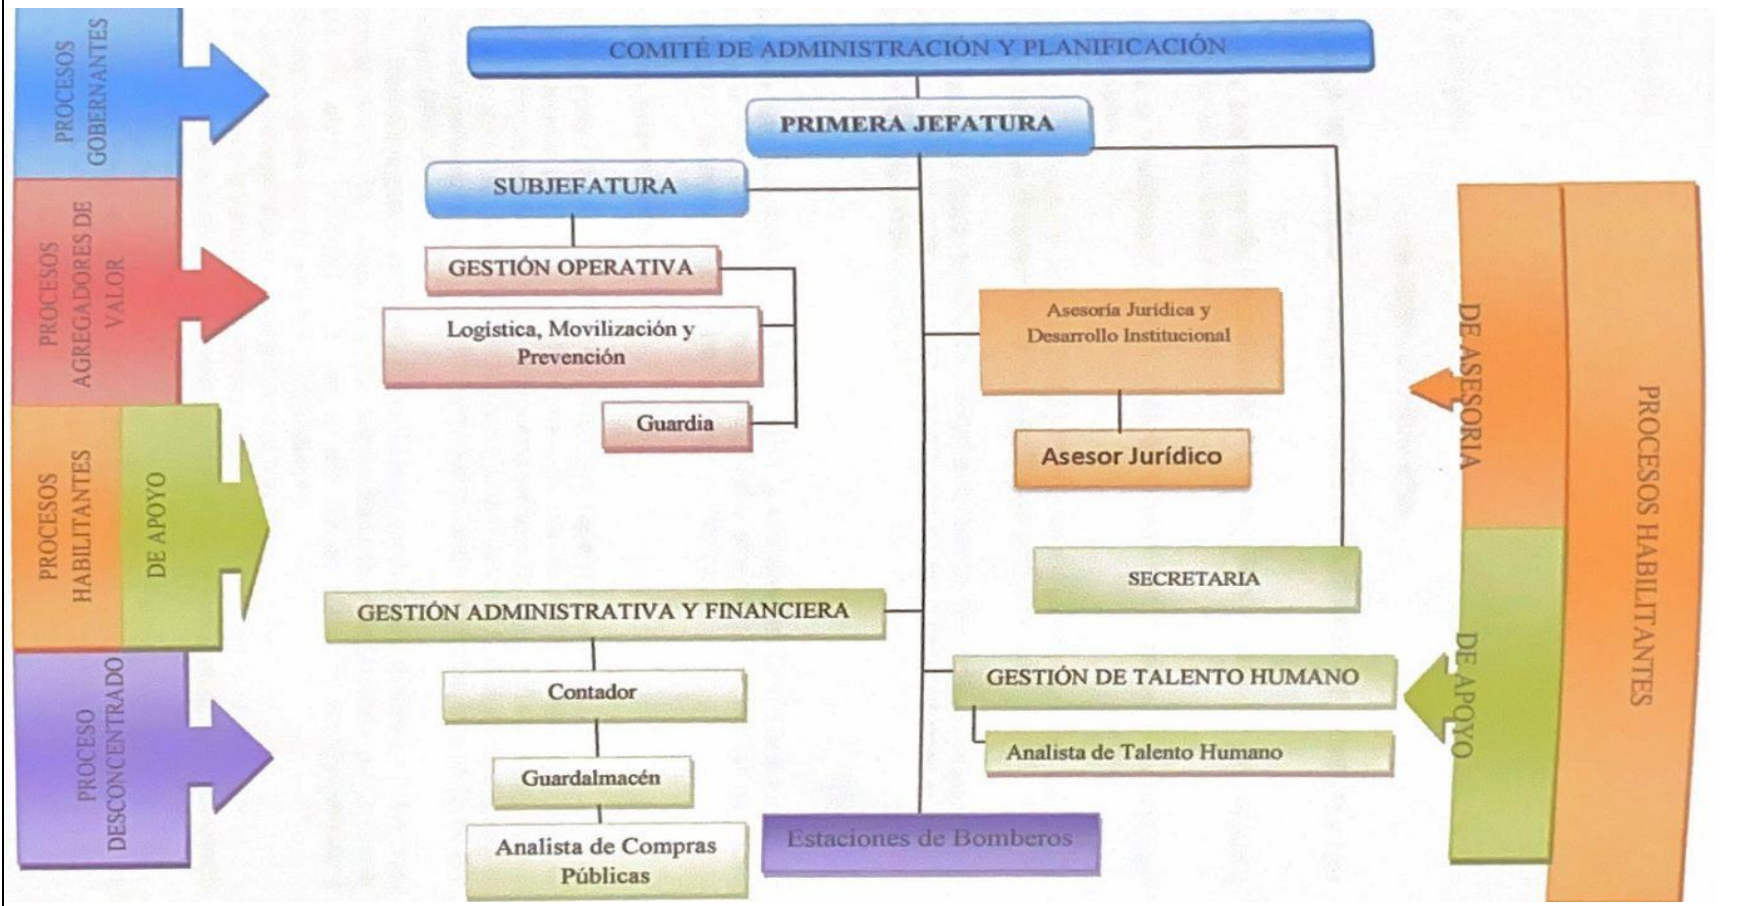 PROCESOS
GOBERNANTES
PROCESOS
AGREGADORES DE
VALOR
PROCESOS
HABILITANTES
DE APOYO
PROCESO
DESCONCENTRADO
COMITÉ DE ADMINISTRACIÓN Y PLANIFICACIÓN
PRIMERA JEFATURA
SUBJEFATURA
GESTIÓN OPERATIVA
Logística, Movilización y
Prevención
Guardia
Asesoría Jurídica y
Desarrollo Institucional
Asesor Jurídico
SECRETARIA
GESTIÓN ADMINISTRATIVA Y FINANCIERA
Contador
Guardalmacén
Analista de Compras
Públicas
GESTIÓN DE TALENTO HUMANO
Analista de Talento Humano
Estaciones de Bomberos
DE ASESORIA
DE APOYO
PROCESOS HABILITANTES